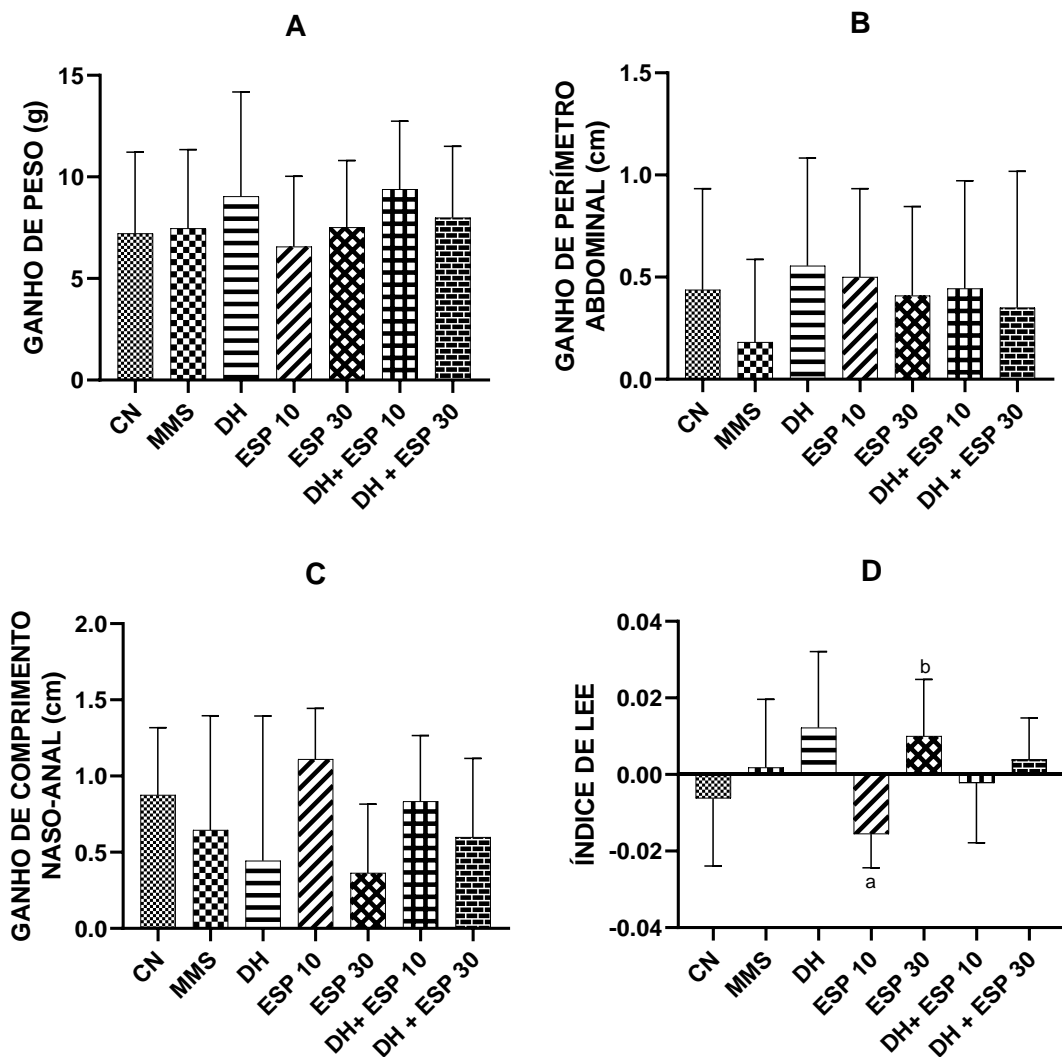 A
GANHO DE PESO (g)
15
10
5
0
CN
MMS
DH
ESP 10
ESP 30
DH+ ESP 10
DH + ESP 30
B
GANHO DE PERÍMETRO
ABDOMINAL (cm)
1.5
1.0
0.5
0.0
CN
MMS
DH
ESP 10
ESP 30
DH+ ESP 10
DH + ESP 30
C
GANHO DE COMPRIMENTO
NASO-ANAL (cm)
2.0
1.5
1.0
0.5
0.0
CN
MMS
DH
ESP 10
ESP 30
DH+ ESP 10
DH + ESP 30
D
ÍNDICE DE LEE
0.04
0.02
0.00
-0.02
-0.04
b
a
CN
MMS
DH
ESP 10
ESP 30
DH+ ESP 10
DH + ESP 30